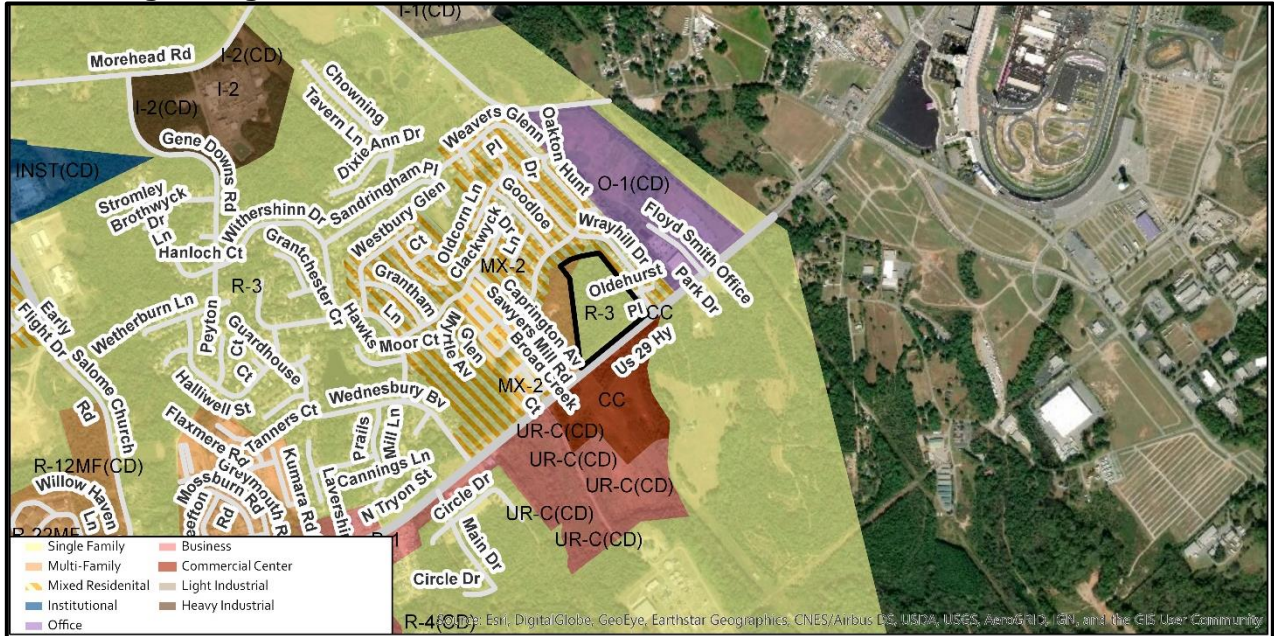 I-1(CD)
Morehead Rd
I-2(CD)
I-2
I-2(CD)
Chowning
Tavern Ln
Dixie Ann Dr
Weavers Glenn
Pl
Dr
Oakton Hunt
INST(CD)
Gene Downs Rd
Sandringham Pl
O-1(CD)
Stromley
Brothwyck
Dr
Ln
Hanloch Ct
Withershinn Dr
Westbury Glen
Ct
Oldcorn Ln
Goodloe
Clackwyck
Dr
Ln
Wrayhill Dr
Floyd Smith Office
Park Dr
Grantchester Cr
MX-2
Oldehurst
Pl
R-3
R-3
CC
Grantham
Ln
Caprington Av
Sawyers Mill Rd
Us 29 Hy
Early
Flight Dr
Wetherburn Ln
Peyton
Ct
Hawks
Moor Ct
Myrtle Av
Glen
Broad Creek
Ct
Guardhouse
Ct
Salome Church
Rd
Halliwell St
Wednesbury Bv
MX-2
CC
Tanners Ct
Flaxmere Rd
Prails
Mill Ln
UR-C(CD)
UR-C(CD)
UR-C(CD)
UR-C(CD)
UR-C(CD)
R-12MF(CD)
Willow Haven
Ln
Mossburn Rd
Greymouth R
Rd
Kumara Rd
Cannings Ln
N Tryon St
Circle Dr
Main Dr
Circle Dr
R-4(CD)
Single Family
Multi-Family
Mixed Residenital
Institutional
Office
Business
Commercial Center
Light Industrial
Heavy Industrial
Source: Esri, DigitalGlobe, GeoEye, Earthstar Geographics, CNES/Airbus DS, USDA, USGS, AeroGRID, IGN, and the GIS User Community